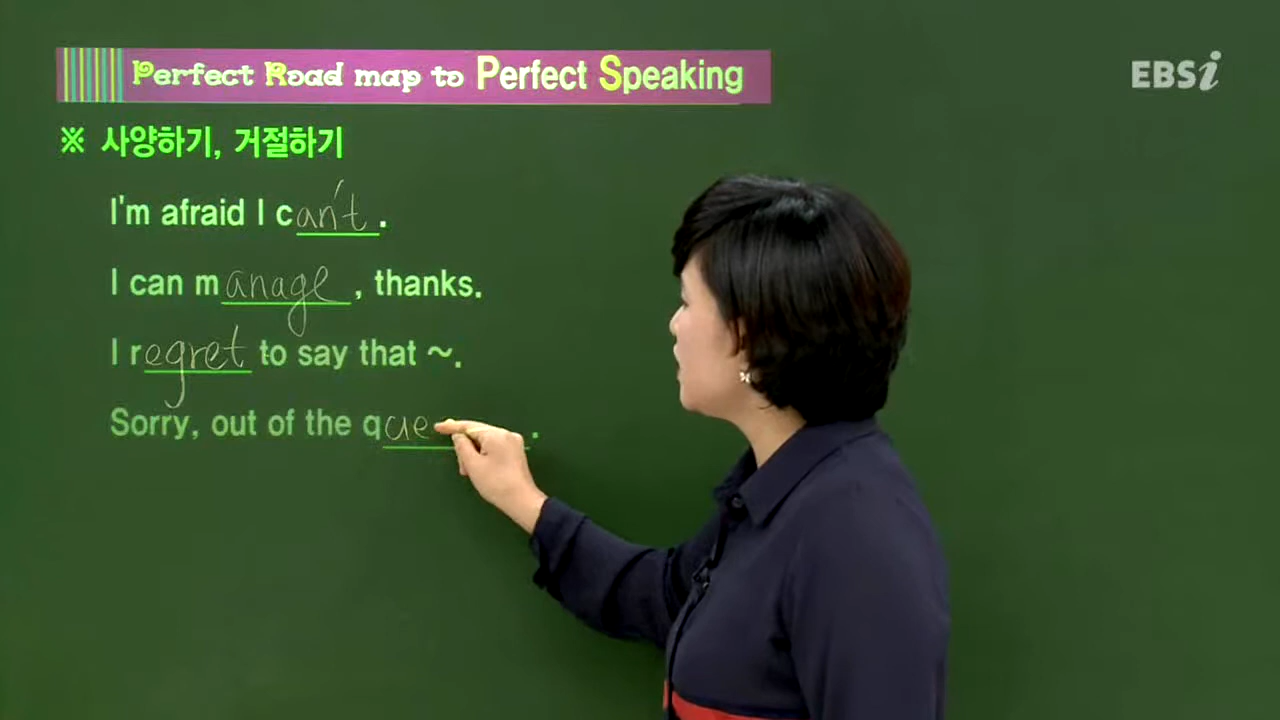 Perfect Road map to Perfect Speaking
EBSi
※ 사양하기, 거절하기
I'm afraid I can't.
I can manage, thanks.
I regret to say that ~.
Sorry, out of the que .